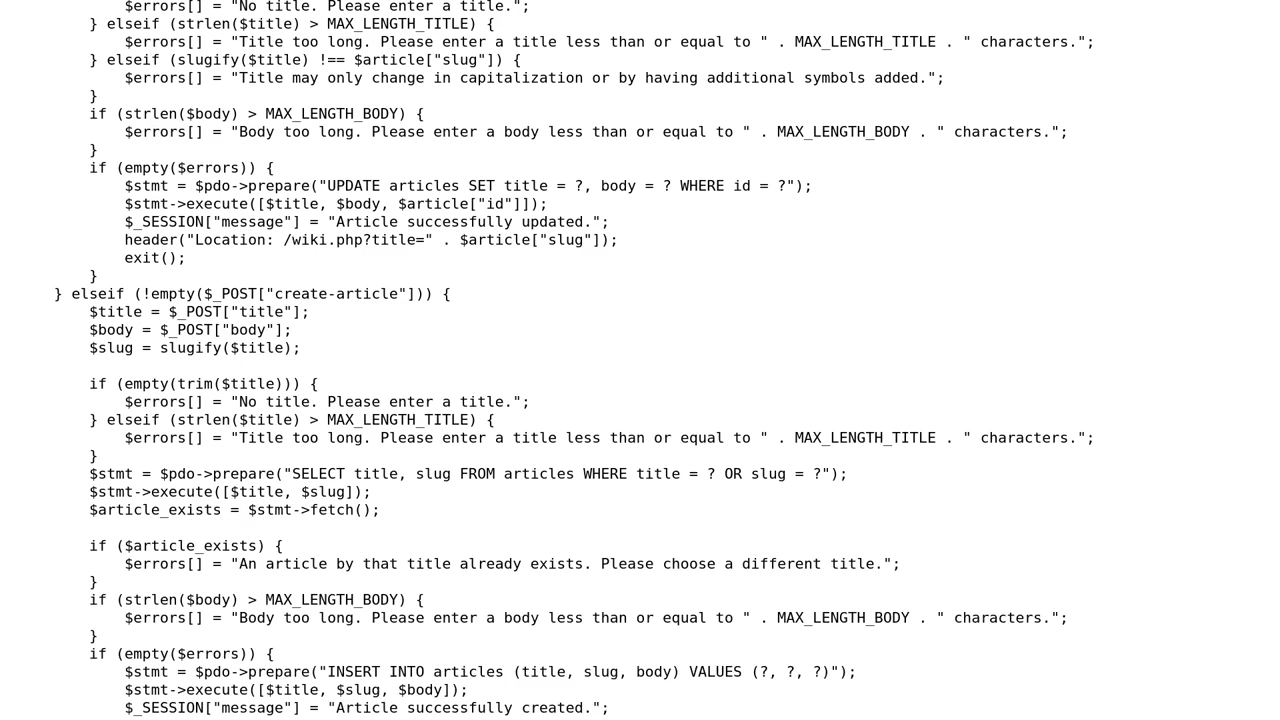 $errors[] = "No title. Please enter a title.";
} elseif (strlen($title) > MAX_LENGTH_TITLE) {
$errors[] = "Title too long. Please enter a title less than or equal to " . MAX_LENGTH_TITLE . " characters.";
} elseif (slugify($title) !== $article["slug"]) {
$errors[] = "Title may only change in capitalization or by having additional symbols added.";
}
if (strlen($body) > MAX_LENGTH_BODY) {
$errors[] = "Body too long. Please enter a body less than or equal to " . MAX_LENGTH_BODY . " characters.";
}
if (empty($errors)) {
$stmt = $pdo->prepare("UPDATE articles SET title = ?, body = ? WHERE id = ?");
$stmt->execute([$title, $body, $article["id"]]);
$_SESSION["message"] = "Article successfully updated.";
header("Location: /wiki.php?title=" . $article["slug"]);
exit();
}
} elseif (!empty($_POST["create-article"])) {
$title = $_POST["title"];
$body = $_POST["body"];
$slug = slugify($title);
if (empty(trim($title))) {
$errors[] = "No title. Please enter a title.";
} elseif (strlen($title) > MAX_LENGTH_TITLE) {
$errors[] = "Title too long. Please enter a title less than or equal to " . MAX_LENGTH_TITLE . " characters.";
}
$stmt = $pdo->prepare("SELECT title, slug FROM articles WHERE title = ? OR slug = ?");
$stmt->execute([$title, $slug]);
$article_exists = $stmt->fetch();
if ($article_exists) {
$errors[] = "An article by that title already exists. Please choose a different title.";
}
if (strlen($body) > MAX_LENGTH_BODY) {
$errors[] = "Body too long. Please enter a body less than or equal to " . MAX_LENGTH_BODY . " characters.";
}
if (empty($errors)) {
$stmt = $pdo->prepare("INSERT INTO articles (title, slug, body) VALUES (?, ?, ?)");
$stmt->execute([$title, $slug, $body]);
$_SESSION["message"] = "Article successfully created.";